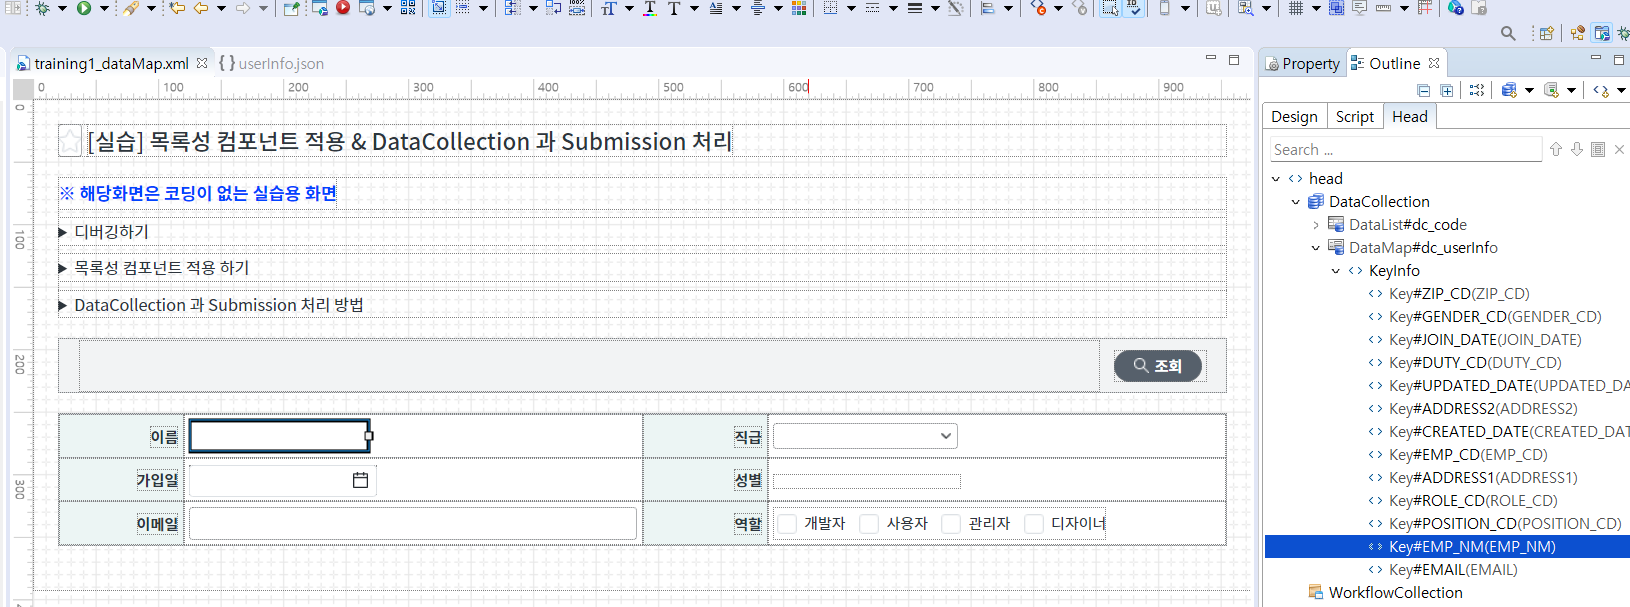 training1_dataMap.xml
{ } userInfo.json
Property
Outline
0 100 200 300 400 500 600 700 800 900
0
100
200
300
Design
Script
Head
Search ...
[실습] 목록성 컴포넌트 적용 & DataCollection 과 Submission 처리
※ 해당화면은 코딩이 없는 실습용 화면
▶ 디버깅하기
▶ 목록성 컴포넌트 적용 하기
▶ DataCollection 과 Submission 처리 방법
조회
이름
직급
가입일
성별
이메일
역할
개발자
사용자
관리자
디자이너
head
DataCollection
DataList#dc_code
DataMap#dc_userInfo
KeyInfo
Key#ZIP_CD(ZIP_CD)
Key#GENDER_CD(GENDER_CD)
Key#JOIN_DATE(JOIN_DATE)
Key#DUTY_CD(DUTY_CD)
Key#UPDATED_DATE(UPDATED_DA
Key#ADDRESS2(ADDRESS2)
Key#CREATED_DATE(CREATED_DAT
Key#EMP_CD(EMP_CD)
Key#ADDRESS1(ADDRESS1)
Key#ROLE_CD(ROLE_CD)
Key#POSITION_CD(POSITION_CD)
Key#EMP_NM(EMP_NM)
Key#EMAIL(EMAIL)
WorkflowCollection